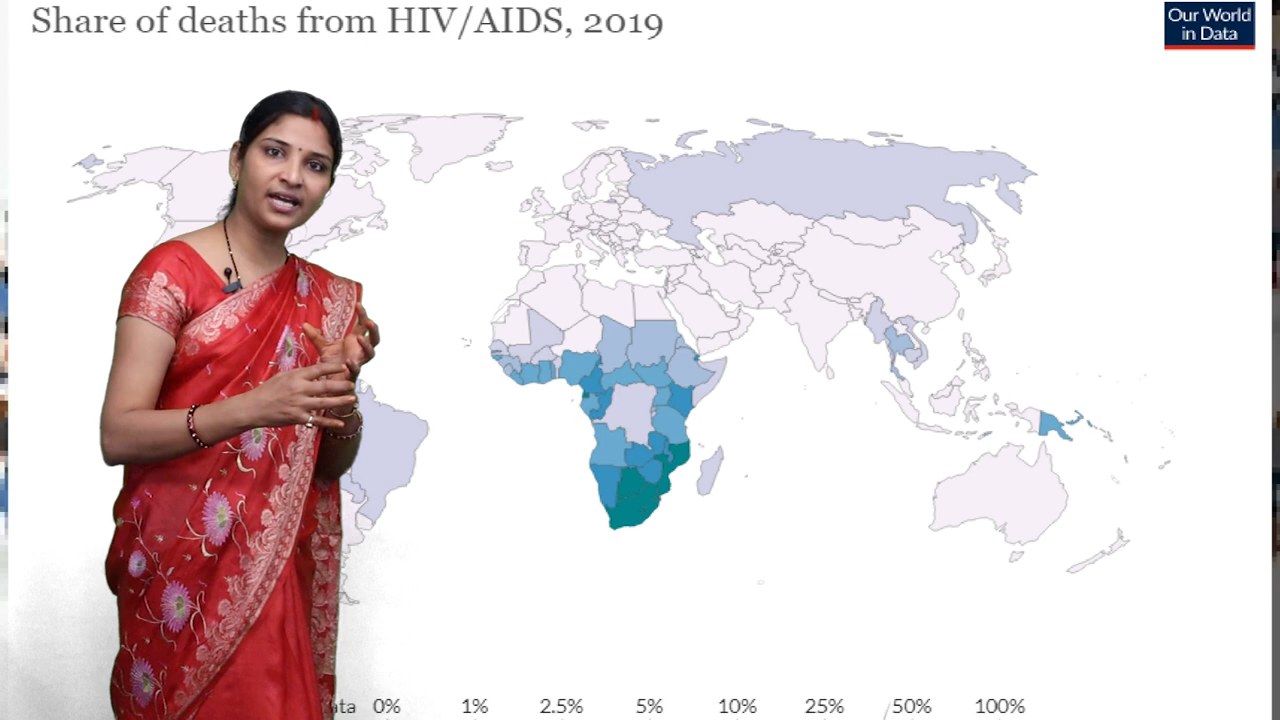 Share of deaths from HIV/AIDS, 2019
Our World
in Data
0% 1% 2.5% 5% 10% 25% 50% 100%